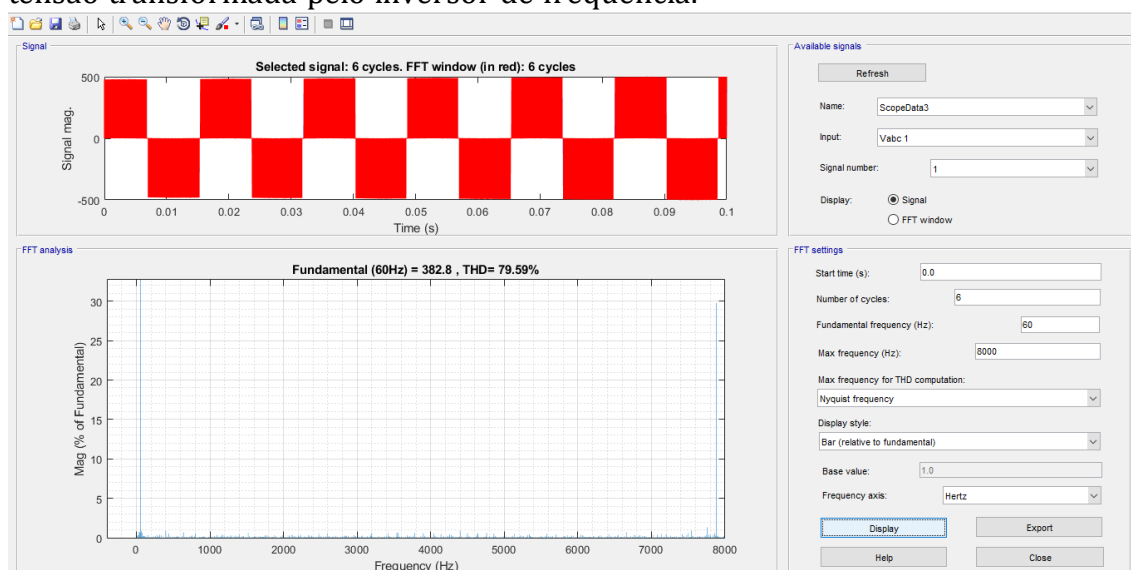 tensão transformada pelo inversor de frequência.
Signal
Selected signal: 6 cycles. FFT window (in red): 6 cycles
500
0
-500
Signal mag.
0 0.01 0.02 0.03 0.04 0.05 0.06 0.07 0.08 0.09 0.1
Time (s)
FFT analysis
Fundamental (60Hz) = 382.8 , THD= 79.59%
30
25
20
15
10
5
0
Mag (% of Fundamental)
0 1000 2000 3000 4000 5000 6000 7000 8000
Frequency (Hz)
Available signals
Refresh
Name: ScopeData3
Input: Vabc 1
Signal number: 1
Display: Signal
FFT window
FFT settings
Start time (s): 0.0
Number of cycles: 6
Fundamental frequency (Hz): 60
Max frequency (Hz): 8000
Max frequency for THD computation:
Nyquist frequency
Display style:
Bar (relative to fundamental)
Base value: 1.0
Frequency axis: Hertz
Display Export
Help Close